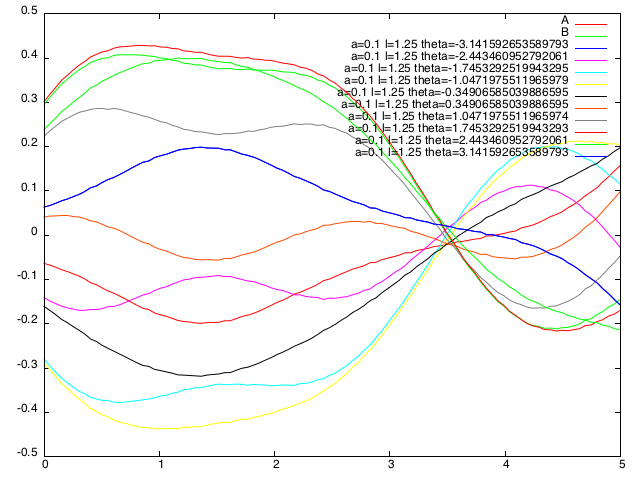 0.5
0.4
0.3
0.2
0.1
0
-0.1
-0.2
-0.3
-0.4
-0.5
0
1
2
3
4
5
A
B
a=0.1 l=1.25 theta=-3.141592653589793
a=0.1 l=1.25 theta=-2.443460952792061
a=0.1 l=1.25 theta=-1.7453292519943295
a=0.1 l=1.25 theta=-1.0471975511965979
a=0.1 l=1.25 theta=-0.34906585039886595
a=0.1 l=1.25 theta=0.34906585039886595
a=0.1 l=1.25 theta=1.0471975511965974
a=0.1 l=1.25 theta=1.7453292519943293
a=0.1 l=1.25 theta=2.443460952792061
a=0.1 l=1.25 theta=3.141592653589793